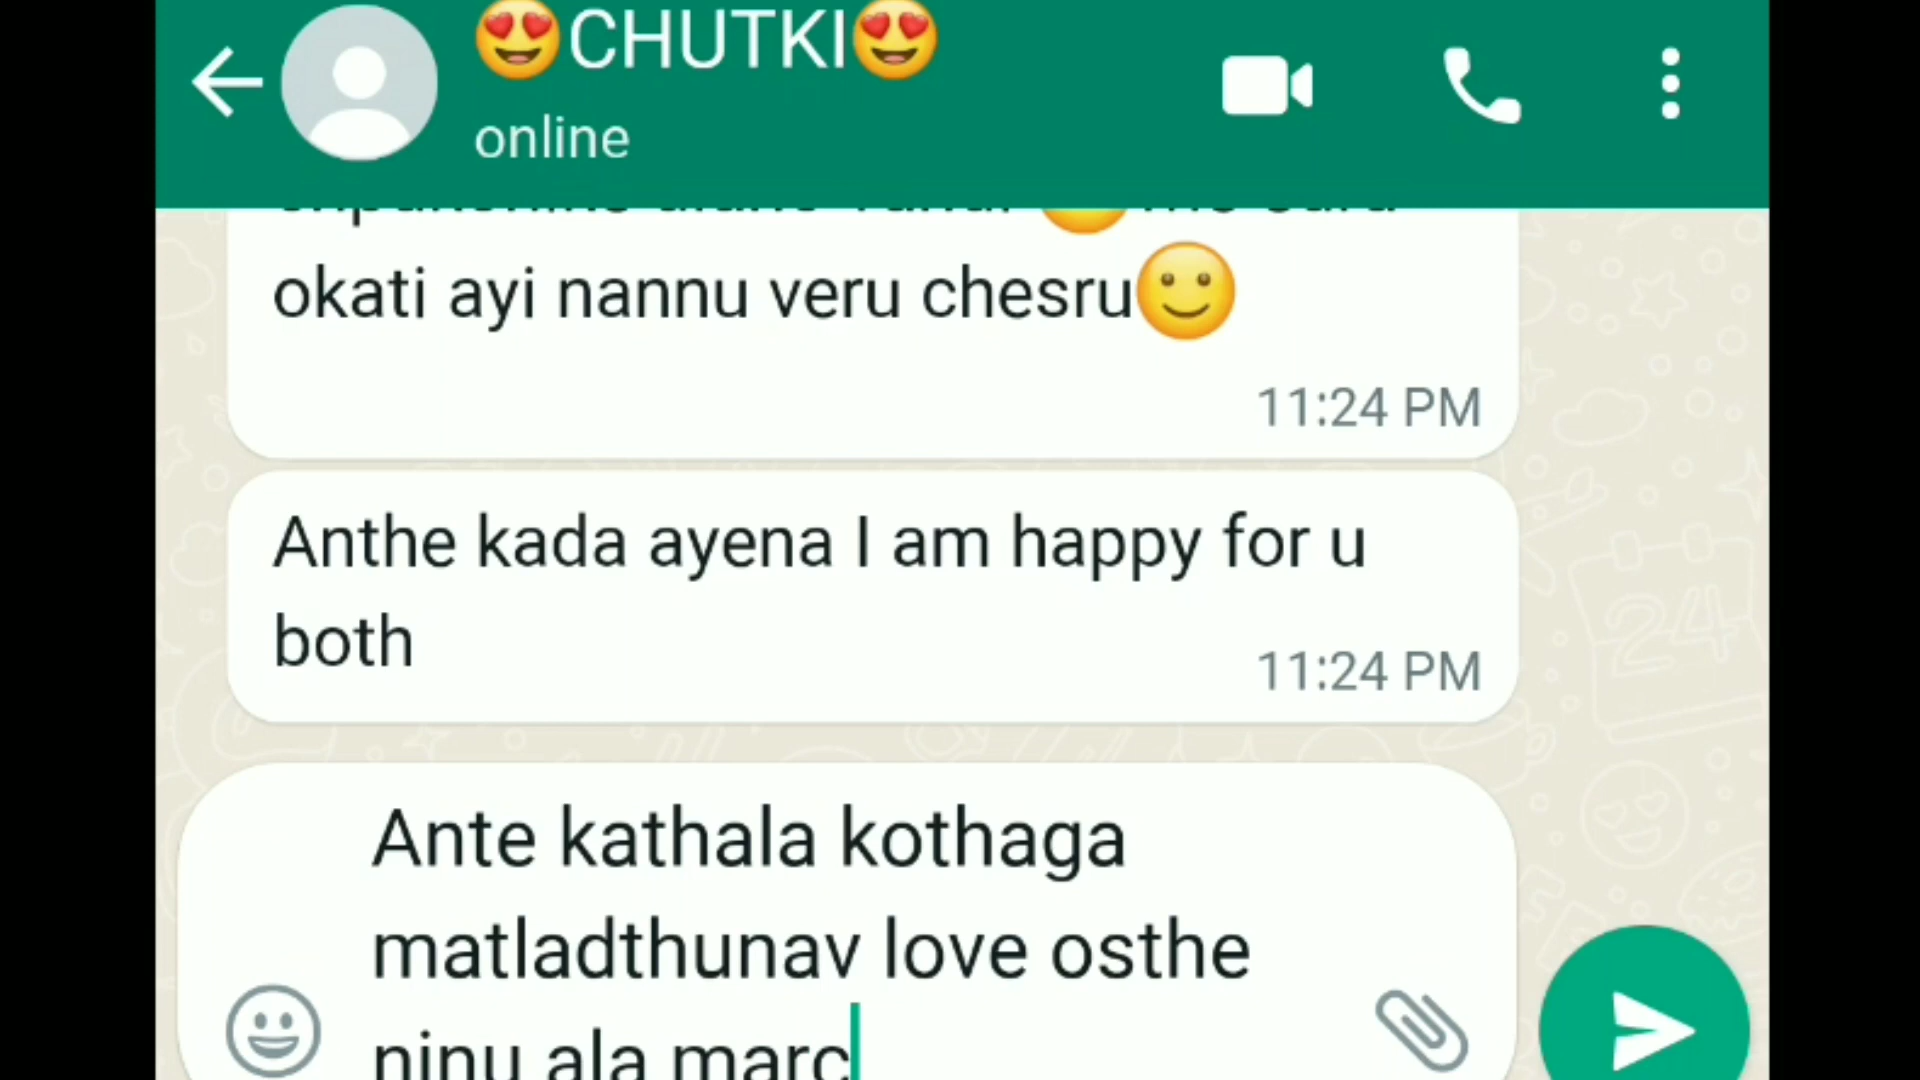 😍CHUTKI😍
online
okati ayi nannu veru chesru🙂
11:24 PM
Anthe kada ayena I am happy for u
both
11:24 PM
Ante kathala kothaga
matladthunav love osthe
ninu ala marc